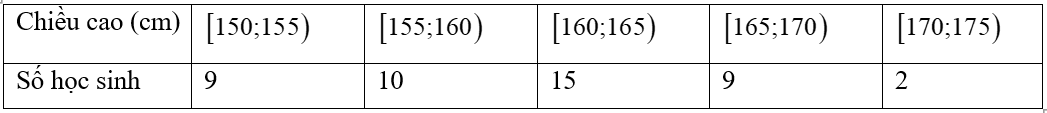 Chiều cao (cm) [150;155) [155;160) [160;165) [165;170) [170;175)
Số học sinh 9 10 15 9 2